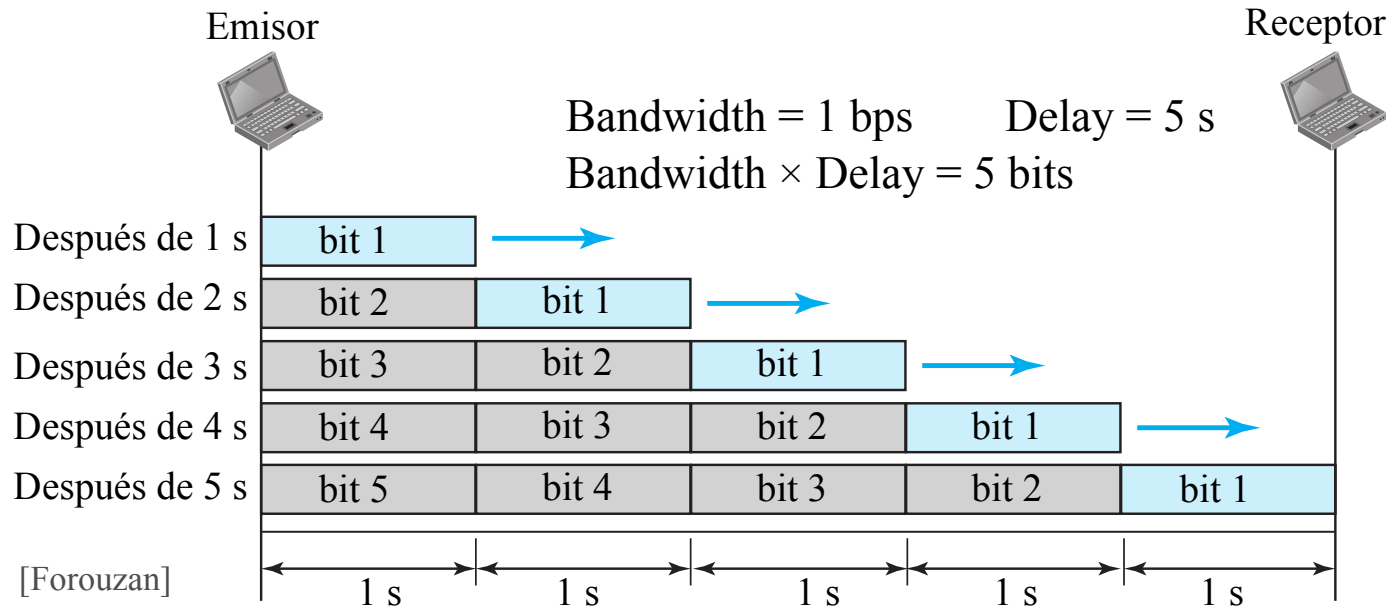 Emisor
Receptor
Bandwidth = 1 bps Delay = 5 s
Bandwidth × Delay = 5 bits
Después de 1 s bit 1
Después de 2 s bit 2 bit 1
Después de 3 s bit 3 bit 2 bit 1
Después de 4 s bit 4 bit 3 bit 2 bit 1
Después de 5 s bit 5 bit 4 bit 3 bit 2 bit 1
[Forouzan] 1 s 1 s 1 s 1 s 1 s